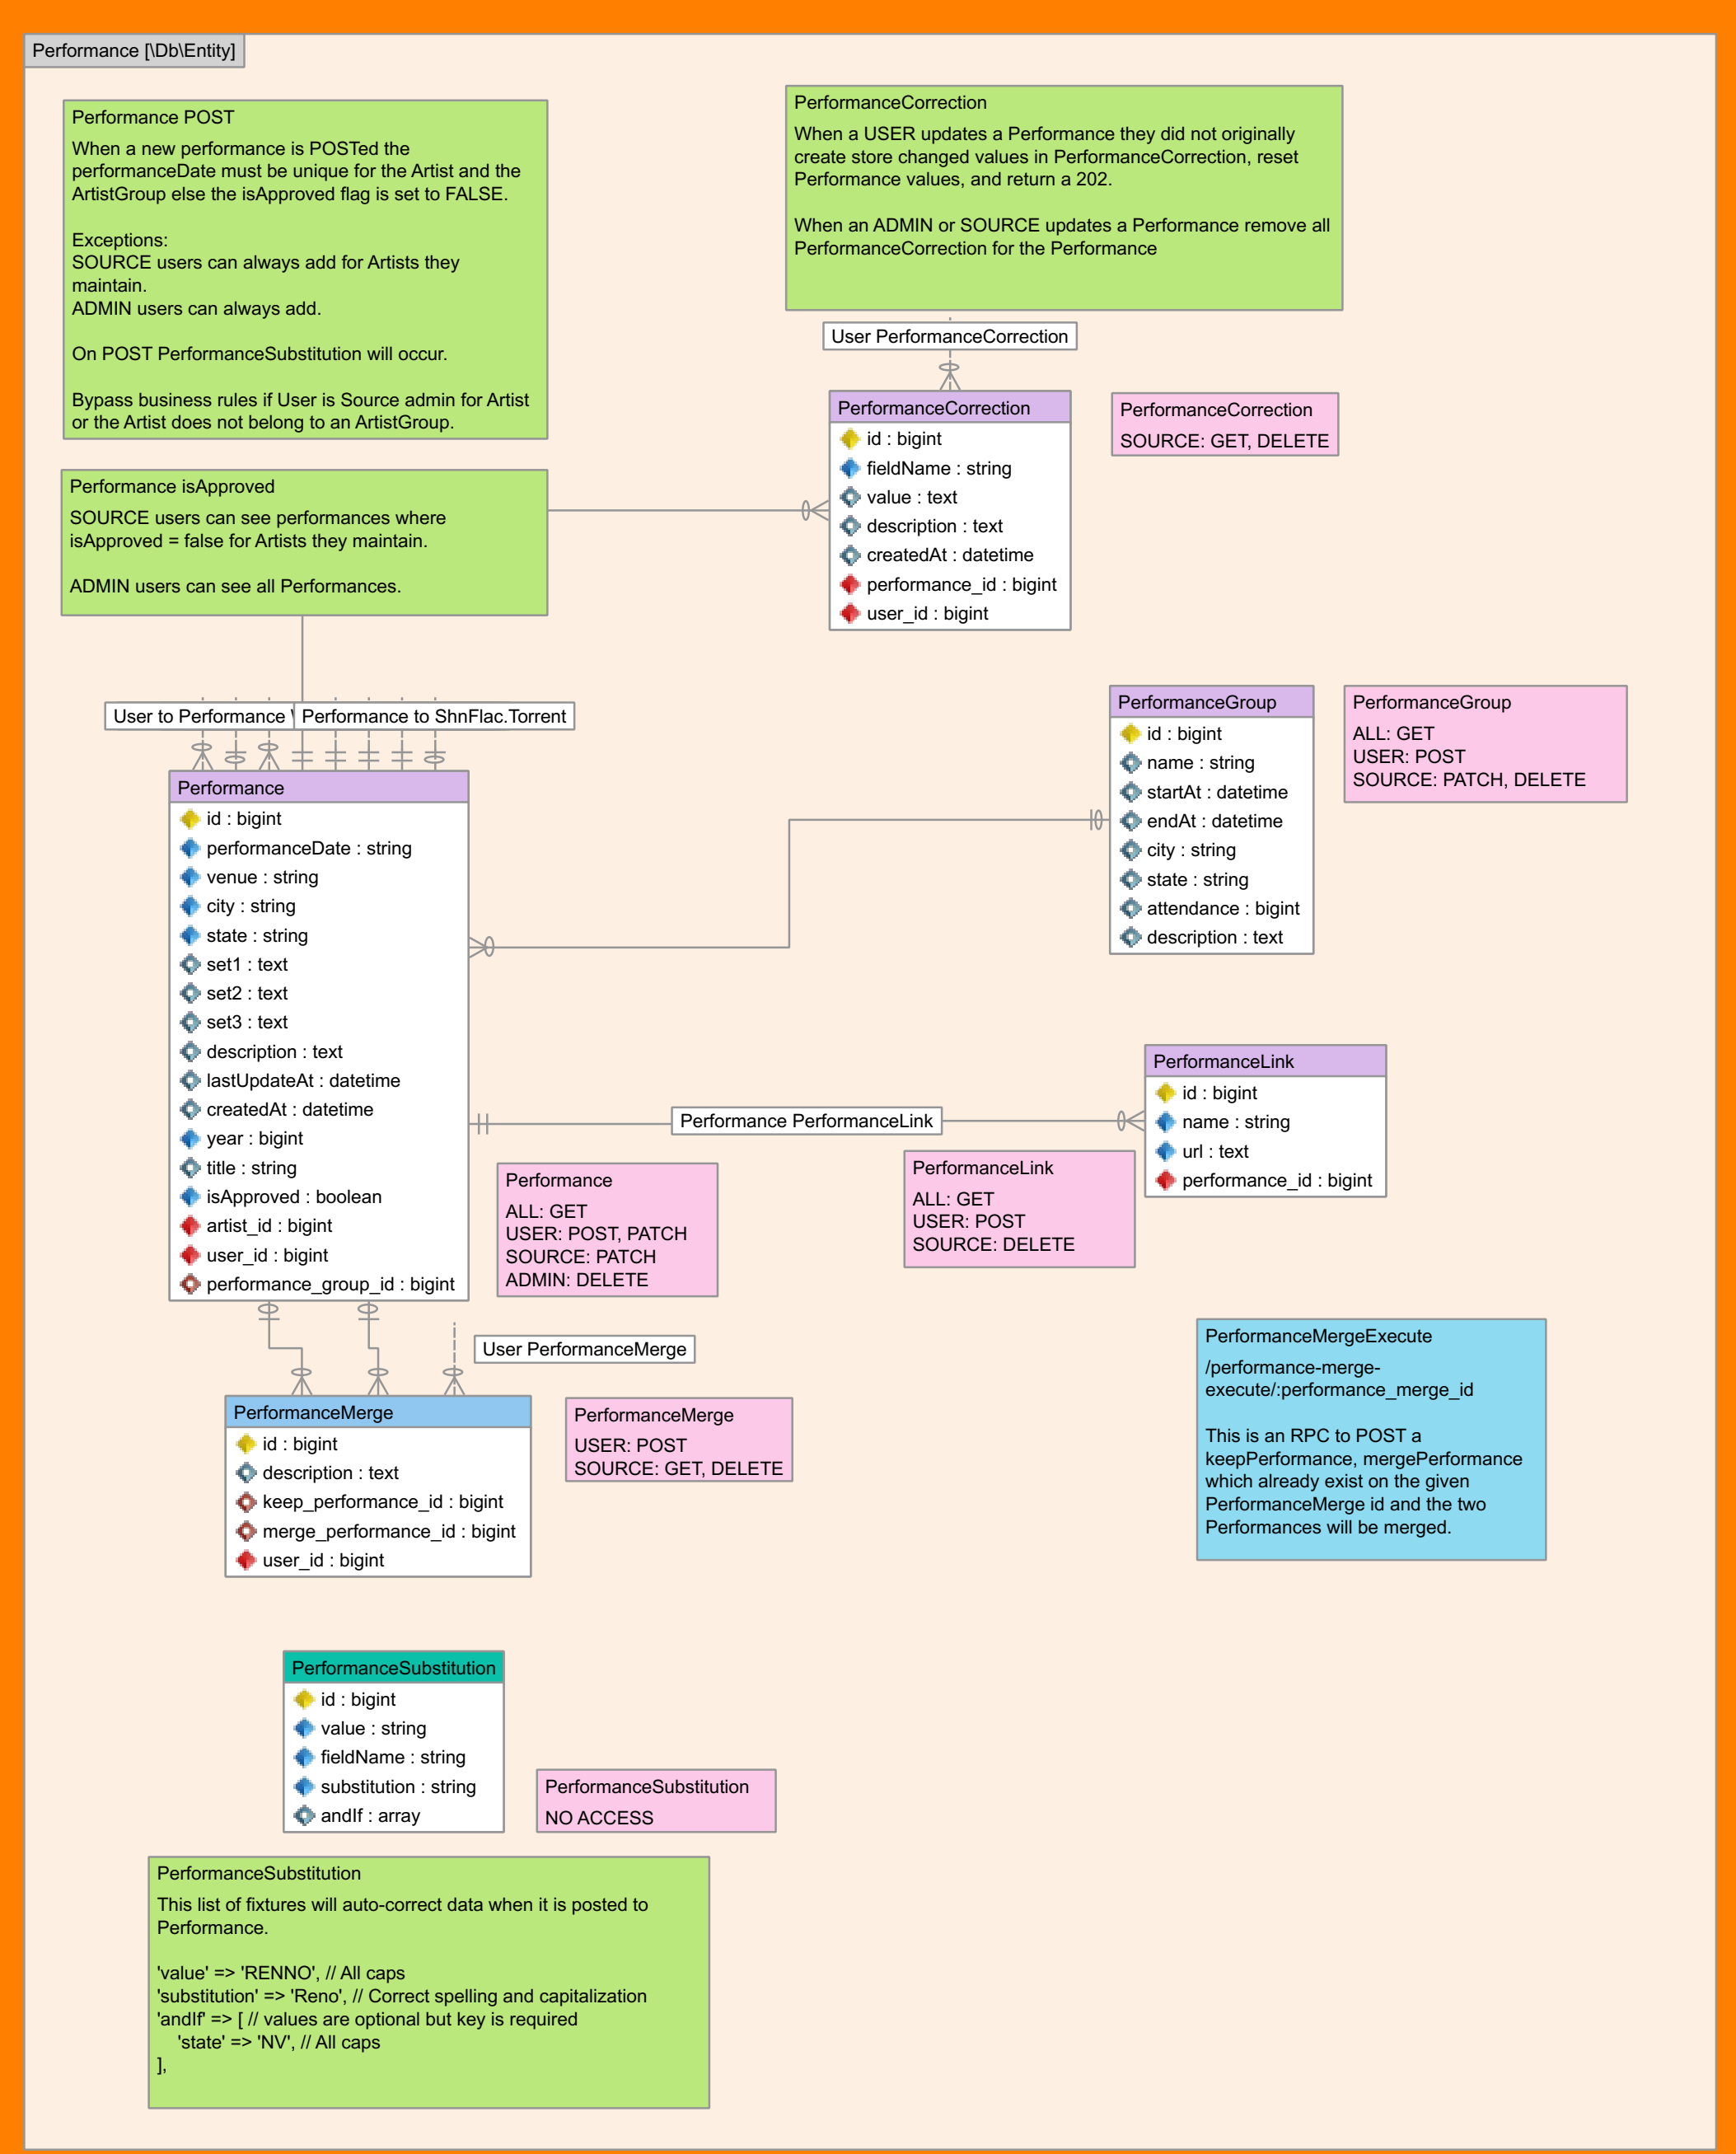 Performance [\Db\Entity]
Performance POST
When a new performance is POSTed the
performanceDate must be unique for the Artist and the
ArtistGroup else the isApproved flag is set to FALSE.
Exceptions:
SOURCE users can always add for Artists they
maintain.
ADMIN users can always add.
On POST PerformanceSubstitution will occur.
Bypass business rules if User is Source admin for Artist
or the Artist does not belong to an ArtistGroup.
PerformanceCorrection
When a USER updates a Performance they did not originally
create store changed values in PerformanceCorrection, reset
Performance values, and return a 202.
When an ADMIN or SOURCE updates a Performance remove all
PerformanceCorrection for the Performance
User PerformanceCorrection
PerformanceCorrection
id : bigint
fieldName : string
value : text
description : text
createdAt : datetime
performance_id : bigint
user_id : bigint
PerformanceCorrection
SOURCE: GET, DELETE
Performance isApproved
SOURCE users can see performances where
isApproved = false for Artists they maintain.
ADMIN users can see all Performances.
User to Performance
Performance to ShnFlac.Torrent
Performance
id : bigint
performanceDate : string
venue : string
city : string
state : string
set1 : text
set2 : text
set3 : text
description : text
lastUpdateAt : datetime
createdAt : datetime
year : bigint
title : string
isApproved : boolean
artist_id : bigint
user_id : bigint
performance_group_id : bigint
PerformanceGroup
id : bigint
name : string
startAt : datetime
endAt : datetime
city : string
state : string
attendance : bigint
description : text
PerformanceGroup
ALL: GET
USER: POST
SOURCE: PATCH, DELETE
Performance PerformanceLink
PerformanceLink
id : bigint
name : string
url : text
performance_id : bigint
Performance
ALL: GET
USER: POST, PATCH
SOURCE: PATCH
ADMIN: DELETE
PerformanceLink
ALL: GET
USER: POST
SOURCE: DELETE
User PerformanceMerge
PerformanceMerge
id : bigint
description : text
keep_performance_id : bigint
merge_performance_id : bigint
user_id : bigint
PerformanceMerge
USER: POST
SOURCE: GET, DELETE
PerformanceMergeExecute
/performance-merge-
execute/:performance_merge_id
This is an RPC to POST a
keepPerformance, mergePerformance
which already exist on the given
PerformanceMerge id and the two
Performances will be merged.
PerformanceSubstitution
id : bigint
value : string
fieldName : string
substitution : string
andIf : array
PerformanceSubstitution
NO ACCESS
PerformanceSubstitution
This list of fixtures will auto-correct data when it is posted to
Performance.
'value' => 'RENNO', // All caps
'substitution' => 'Reno', // Correct spelling and capitalization
'andIf' => [ // values are optional but key is required
'state' => 'NV', // All caps
],